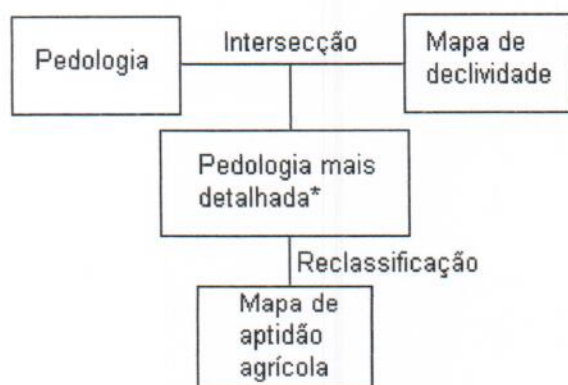 Pedologia
Intersecção
Mapa de
declividade
Pedologia mais
detalhada*
Reclassificação
Mapa de
aptidão
agrícola